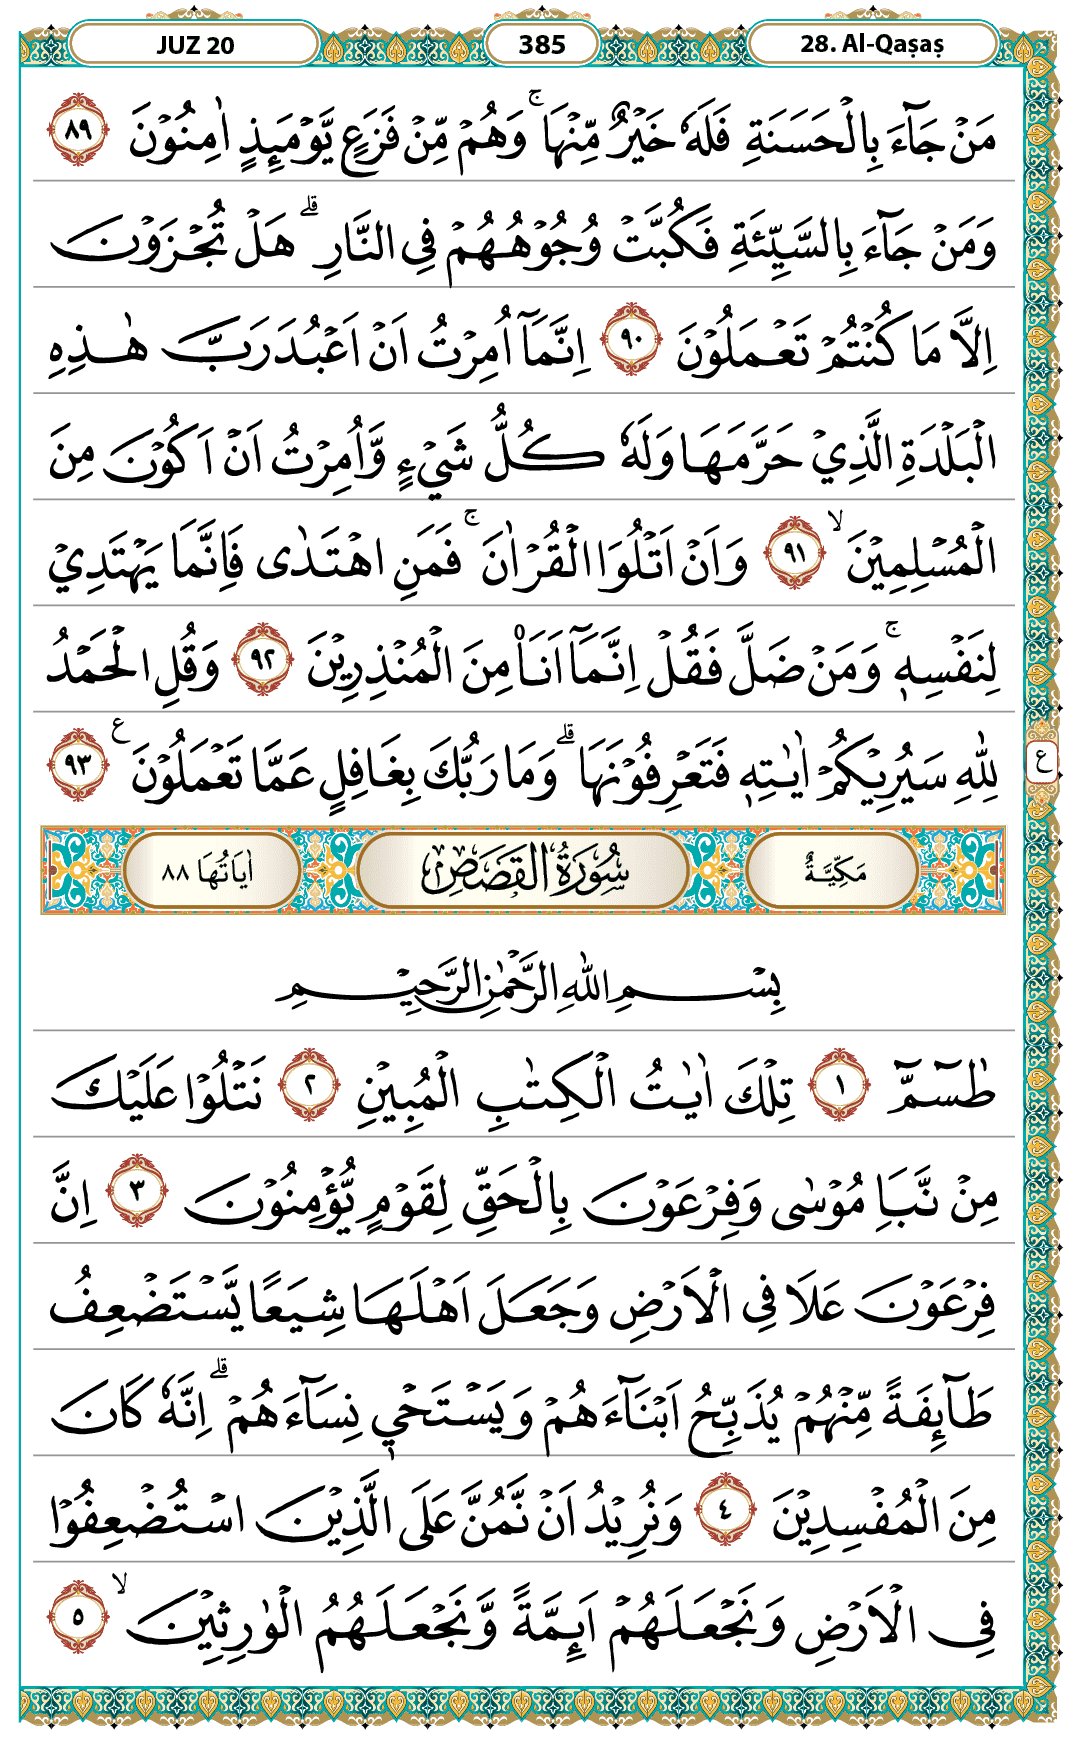 JUZ 20 385 28. Al-Qaṣaṣ
مَنْ جَآءَ بِالْحَسَنَةِ فَلَهٗ خَيْرٌ مِّنْهَا ۚ وَهُمْ مِّنْ فَزَعٍ يَّوْمَىِٕذٍ اٰمِنُوْنَ ٨٩
وَمَنْ جَآءَ بِالسَّيِّئَةِ فَكُبَّتْ وُجُوْهُهُمْ فِى النَّارِ ۗ هَلْ تُجْزَوْنَ
اِلَّا مَا كُنْتُمْ تَعْمَلُوْنَ ٩٠ اِنَّمَآ اُمِرْتُ اَنْ اَعْبُدَ رَبَّ هٰذِهِ
الْبَلْدَةِ الَّذِيْ حَرَّمَهَا وَلَهٗ كُلُّ شَيْءٍ وَّاُمِرْتُ اَنْ اَكُوْنَ مِنَ
الْمُسْلِمِيْنَ ۙ ٩١ وَاَنْ اَتْلُوَا الْقُرْاٰنَ ۚ فَمَنِ اهْتَدٰى فَاِنَّمَا يَهْتَدِيْ
لِنَفْسِهٖ ۚ وَمَنْ ضَلَّ فَقُلْ اِنَّمَآ اَنَا۠ مِنَ الْمُنْذِرِيْنَ ٩٢ وَقُلِ الْحَمْدُ
لِلّٰهِ سَيُرِيْكُمْ اٰيٰتِهٖ فَتَعْرِفُوْنَهَا ۗ وَمَا رَبُّكَ بِغَافِلٍ عَمَّا تَعْمَلُوْنَ ࣖ ٩٣
ع
مَكِّيَّةٌ سُوْرَةُ الْقَصَصِ اٰيَاتُهَا ٨٨
بِسْمِ اللّٰهِ الرَّحْمٰنِ الرَّحِيْمِ
طٰسۤمّۤ ١ تِلْكَ اٰيٰتُ الْكِتٰبِ الْمُبِيْنِ ٢ نَتْلُوْا عَلَيْكَ
مِنْ نَّبَاِ مُوْسٰى وَفِرْعَوْنَ بِالْحَقِّ لِقَوْمٍ يُّؤْمِنُوْنَ ٣ اِنَّ
فِرْعَوْنَ عَلَا فِى الْاَرْضِ وَجَعَلَ اَهْلَهَا شِيَعًا يَّسْتَضْعِفُ
طَآىِٕفَةً مِّنْهُمْ يُذَبِّحُ اَبْنَآءَهُمْ وَيَسْتَحْيٖ نِسَآءَهُمْ ۗ اِنَّهٗ كَانَ
مِنَ الْمُفْسِدِيْنَ ٤ وَنُرِيْدُ اَنْ نَّمُنَّ عَلَى الَّذِيْنَ اسْتُضْعِفُوْا
فِى الْاَرْضِ وَنَجْعَلَهُمْ اَىِٕمَّةً وَّنَجْعَلَهُمُ الْوٰرِثِيْنَ ۙ ٥